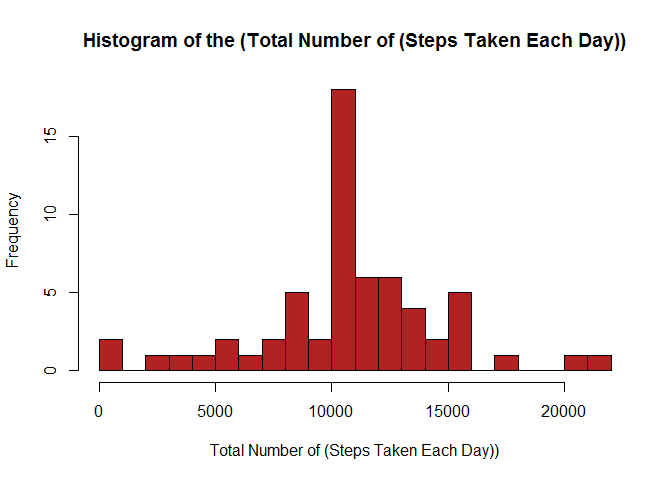 Histogram of the (Total Number of (Steps Taken Each Day))
Frequency
15
10
5
0
0 5000 10000 15000 20000
Total Number of (Steps Taken Each Day))